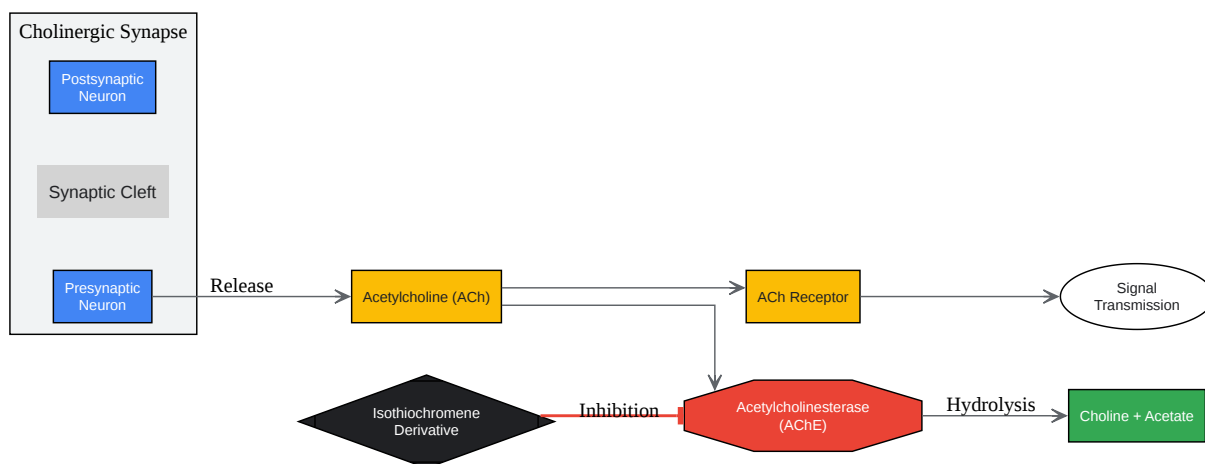 Cholinergic Synapse
Postsynaptic
Neuron
Synaptic Cleft
Presynaptic
Neuron
Release
Acetylcholine (ACh)
ACh Receptor
Signal
Transmission
Isothiochromene
Derivative
Inhibition
Acetylcholinesterase
(AChE)
Hydrolysis
Choline + Acetate